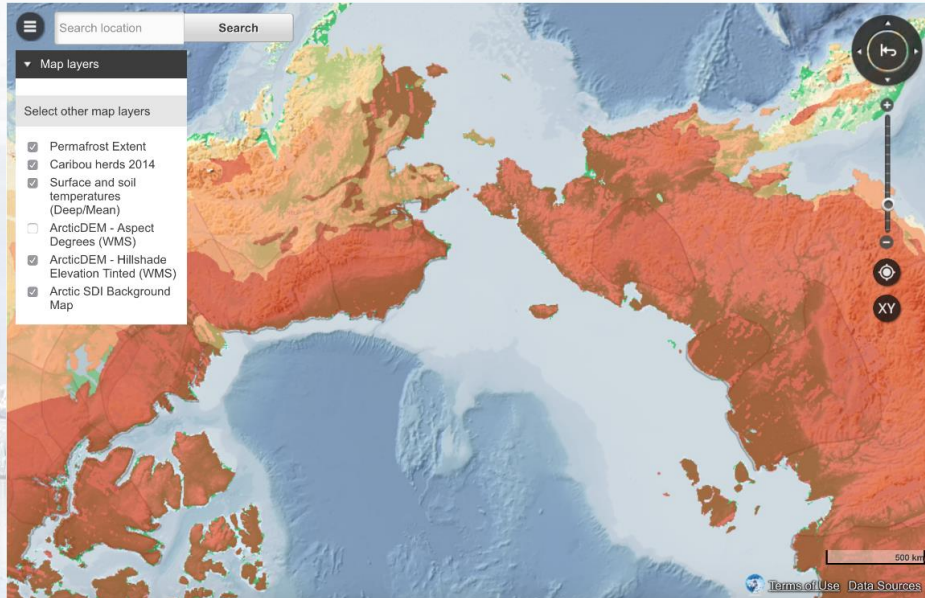 Search location
Search
Map layers
Select other map layers
Permafrost Extent
Caribou herds 2014
Surface and soil
temperatures
(Deep/Mean)
ArcticDEM - Aspect
Degrees (WMS)
ArcticDEM - Hillshade
Elevation Tinted (WMS)
Arctic SDI Background
Map
XY
500 km
Terms of Use Data Sources